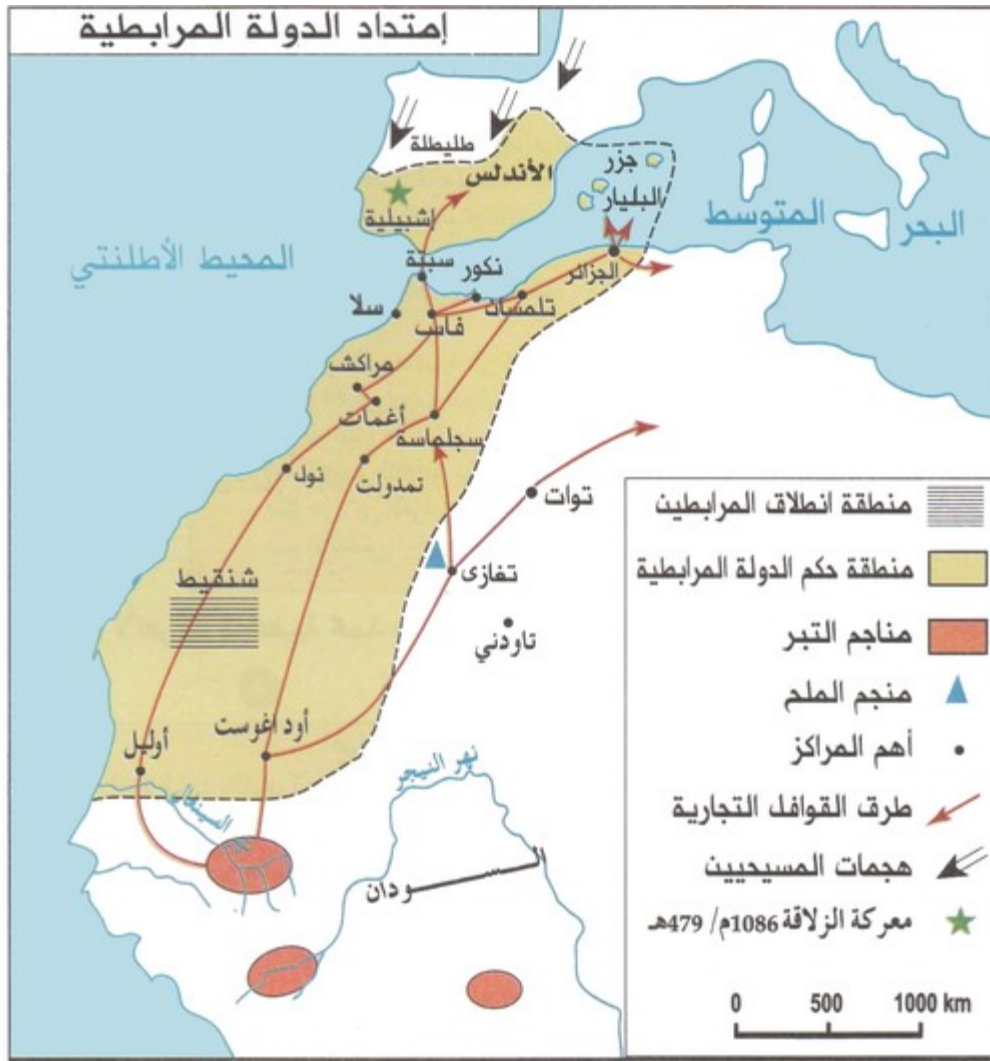 إمتداد الدولة المرابطية
طليطلة
الأندلس
جزر
البليار
إشبيلية
المتوسط
البحر
المحيط الأطلنتي
سبتة
نكور
الجزائر
سلا
فاس
تلمسان
مراكش
أغمات
سجلماسة
نول
تمدولت
توات
تغازى
شنقيط
تاودني
أوداغوست
أوليل
نهر النيجر
السينغال
السودان
منطقة انطلاق المرابطين
منطقة حكم الدولة المرابطية
مناجم التبر
منجم الملح
أهم المراكز
طرق القوافل التجارية
هجمات المسيحيين
معركة الزلاقة 1086م/ 479هـ
0 500 1000 km